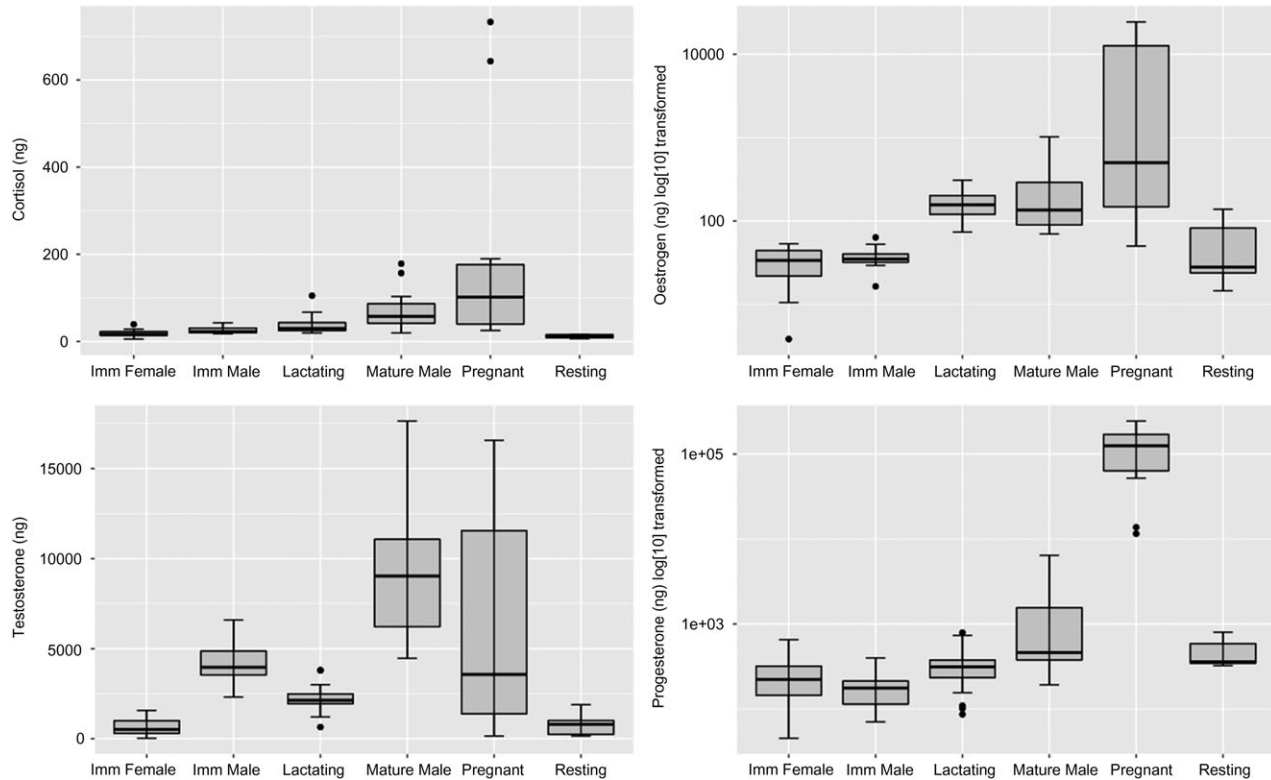 Cortisol (ng)
600
400
200
0
Imm Female Imm Male Lactating Mature Male Pregnant Resting
Oestrogen (ng) log[10] transformed
10000
100
Imm Female Imm Male Lactating Mature Male Pregnant Resting
Testosterone (ng)
15000
10000
5000
0
Imm Female Imm Male Lactating Mature Male Pregnant Resting
Progesterone (ng) log[10] transformed
1e+05
1e+03
Imm Female Imm Male Lactating Mature Male Pregnant Resting